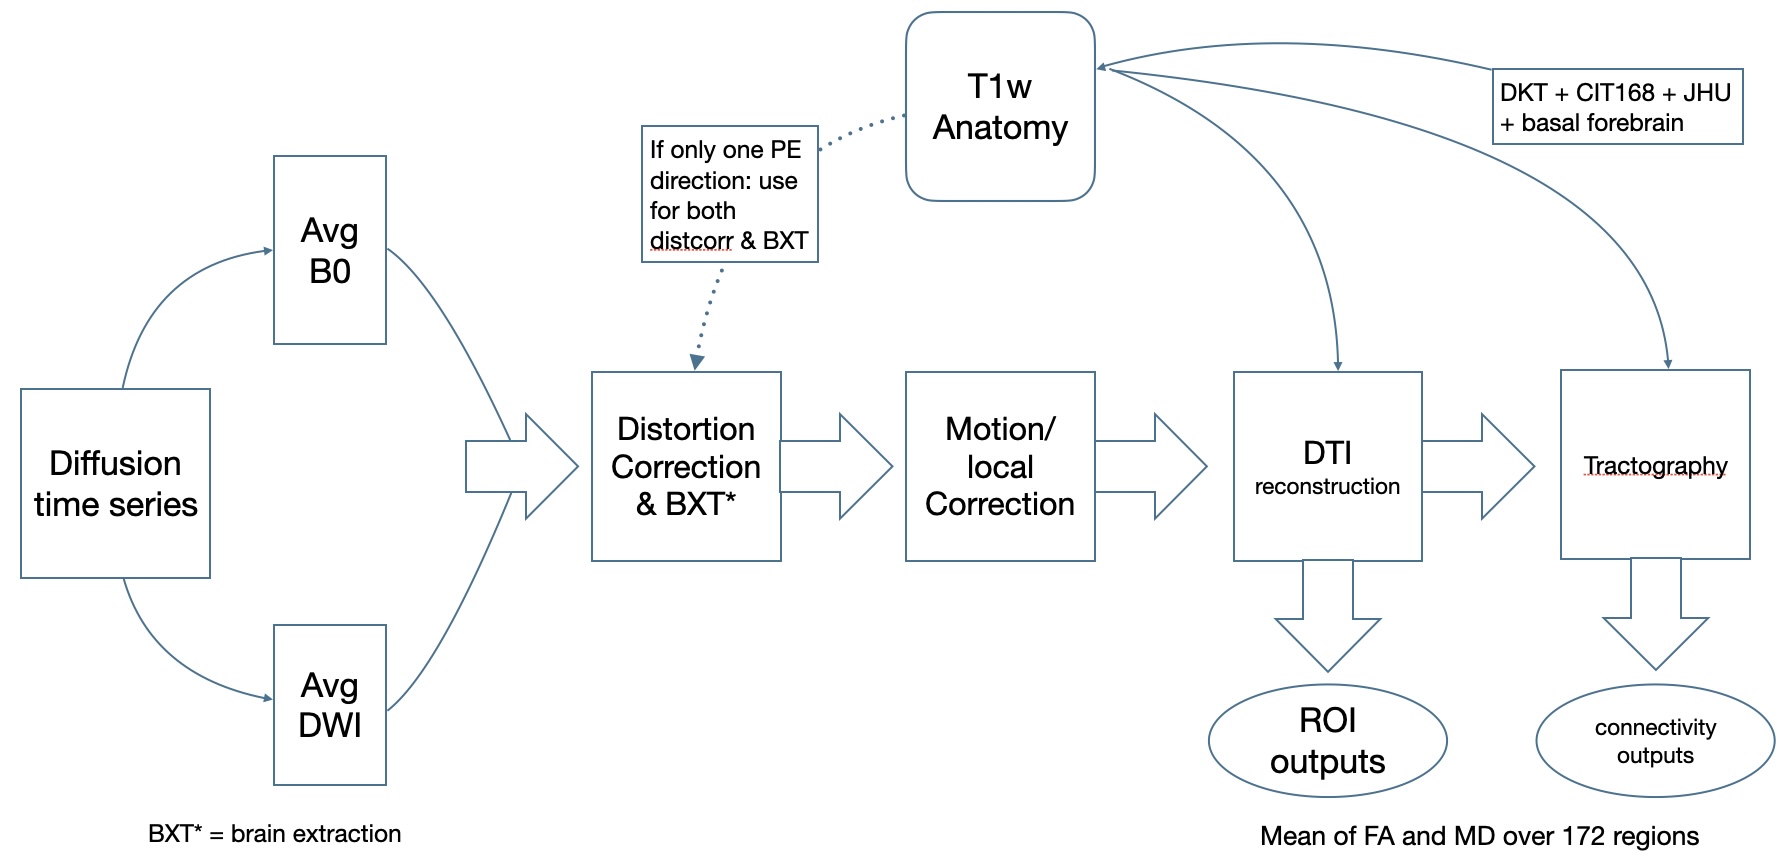 T1w
Anatomy
DKT + CIT168 + JHU
+ basal forebrain
If only one PE
direction: use
for both
distcorr & BXT
Avg
B0
Diffusion
time series
Distortion
Correction
& BXT*
Motion/
local
Correction
DTI
reconstruction
Tractography
Avg
DWI
ROI
outputs
connectivity
outputs
BXT* = brain extraction
Mean of FA and MD over 172 regions